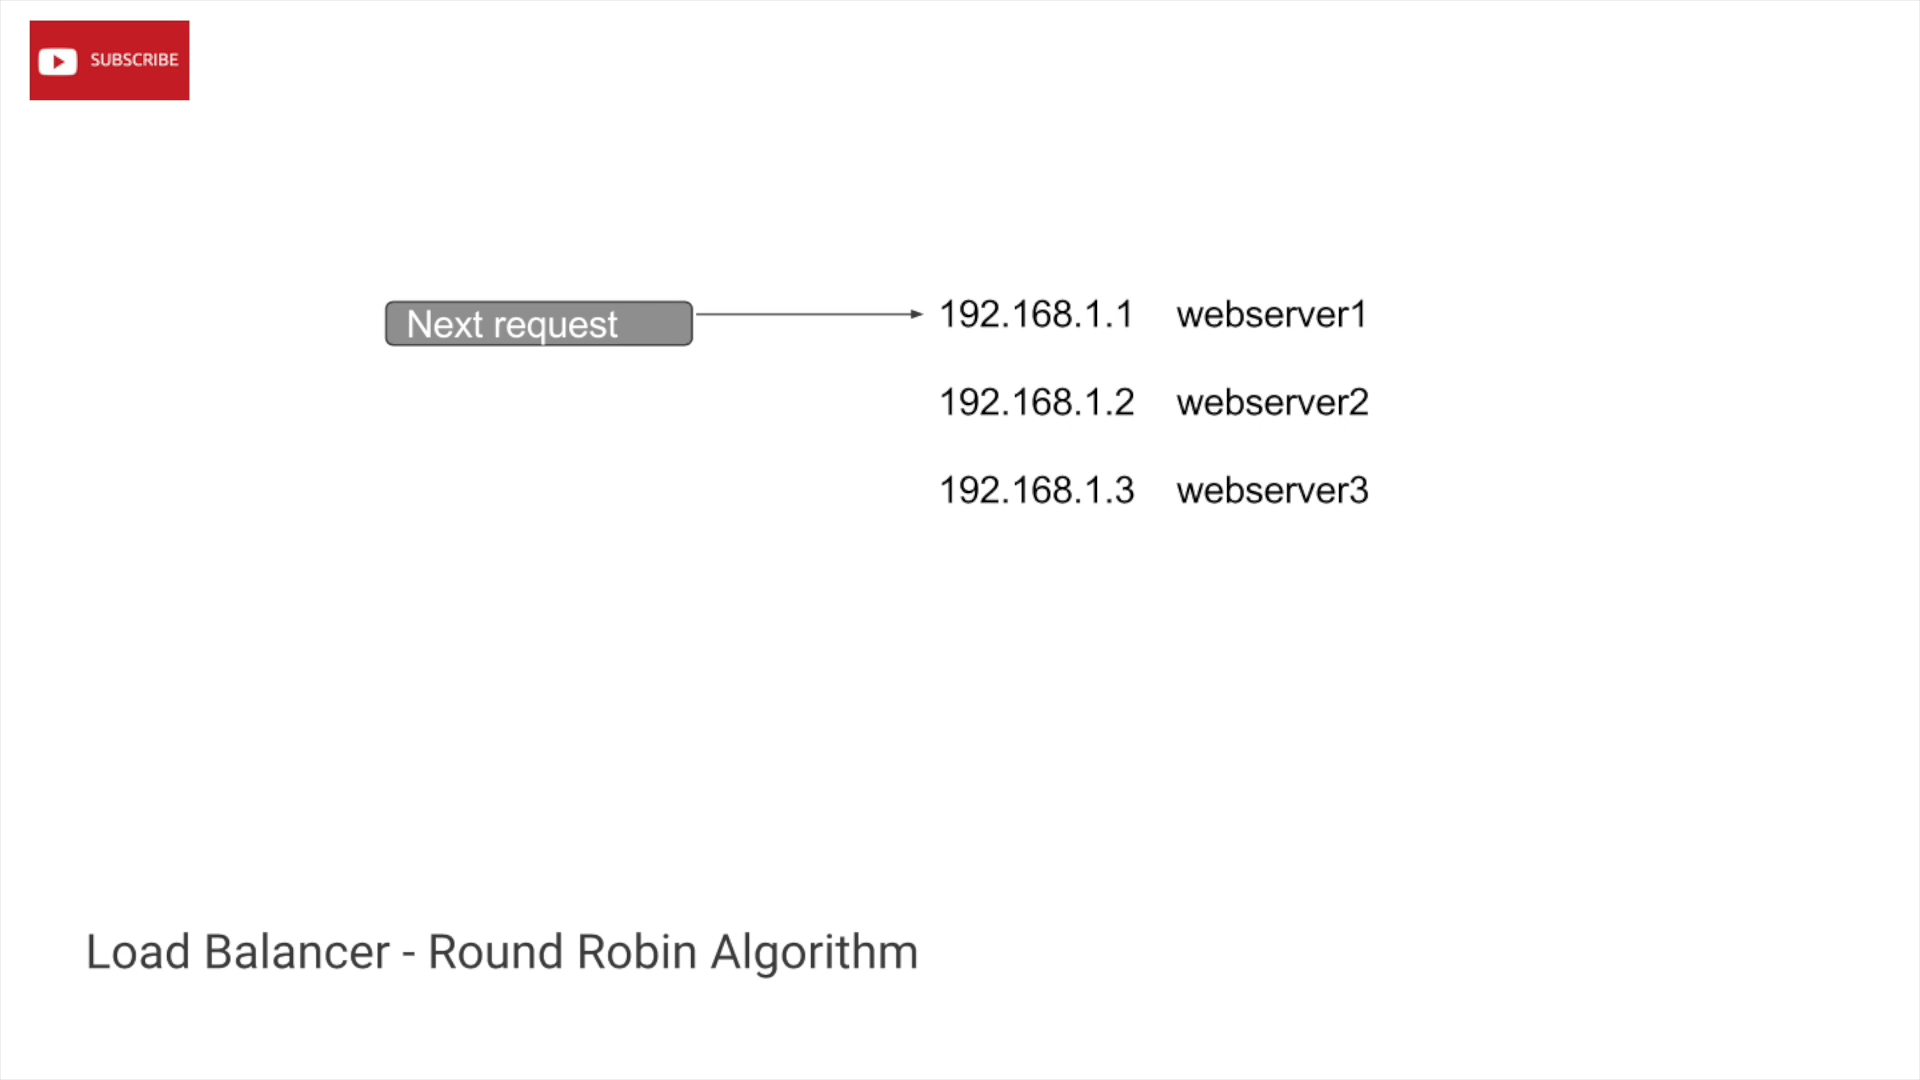 SUBSCRIBE
Next request
192.168.1.1 webserver1
192.168.1.2 webserver2
192.168.1.3 webserver3
Load Balancer - Round Robin Algorithm